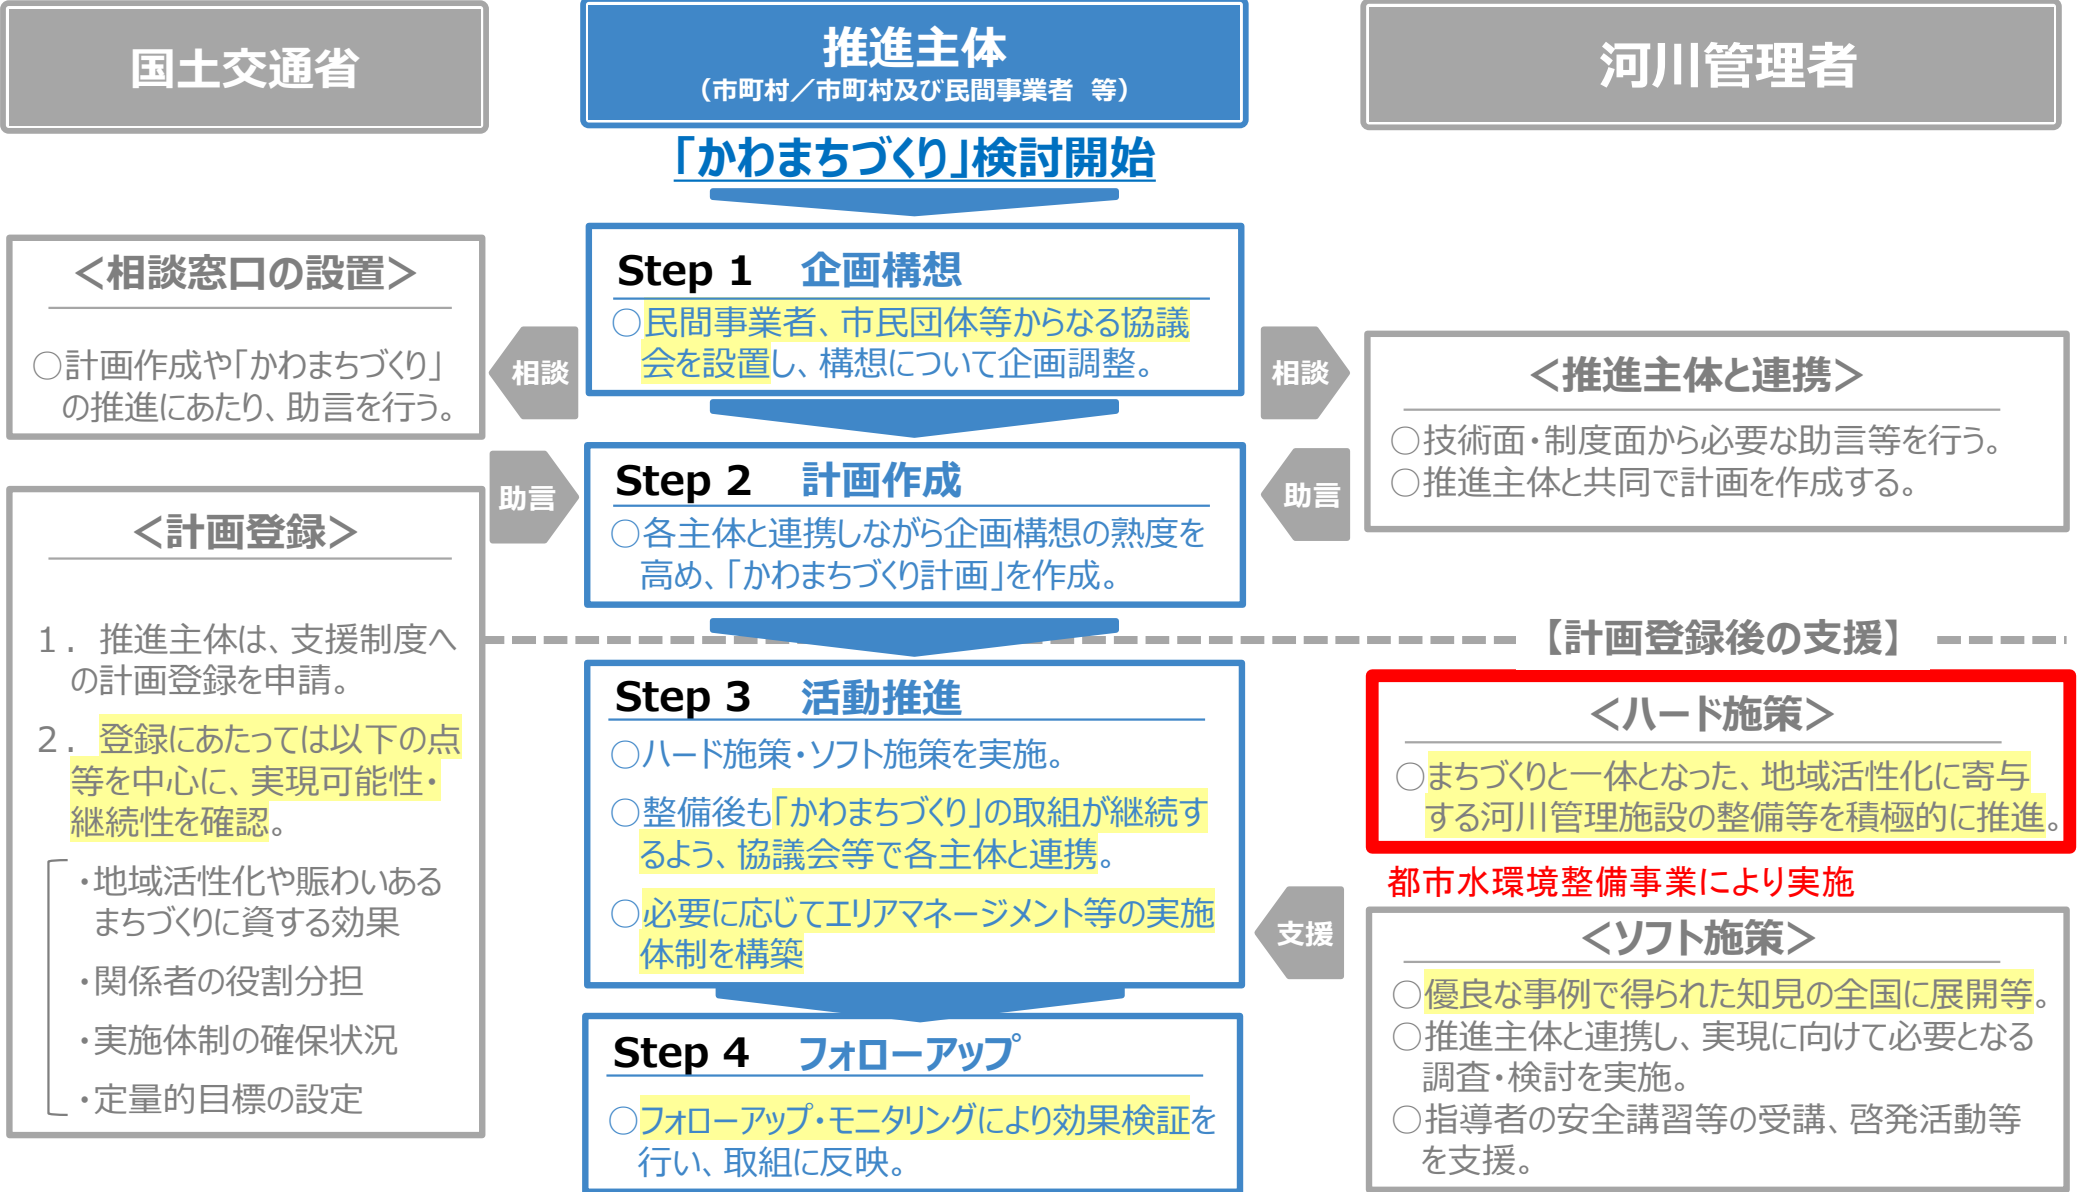 国土交通省
推進主体
（市町村／市町村及び民間事業者 等）
河川管理者
「かわまちづくり」検討開始
＜相談窓口の設置＞
○計画作成や「かわまちづくり」
の推進にあたり、助言を行う。
相談
助言
＜計画登録＞
１．推進主体は、支援制度へ
の計画登録を申請。
２．登録にあたっては以下の点
等を中心に、実現可能性・
継続性を確認。
・地域活性化や賑わいある
まちづくりに資する効果
・関係者の役割分担
・実施体制の確保状況
・定量的目標の設定
Step 1 企画構想
○民間事業者、市民団体等からなる協議
会を設置し、構想について企画調整。
Step 2 計画作成
○各主体と連携しながら企画構想の熟度を
高め、「かわまちづくり計画」を作成。
Step 3 活動推進
○ハード施策・ソフト施策を実施。
○整備後も「かわまちづくり」の取組が継続す
るよう、協議会等で各主体と連携。
○必要に応じてエリアマネージメント等の実施
体制を構築
Step 4 フォローアップ
○フォローアップ・モニタリングにより効果検証を
行い、取組に反映。
相談
助言
支援
＜推進主体と連携＞
○技術面・制度面から必要な助言等を行う。
○推進主体と共同で計画を作成する。
【計画登録後の支援】
＜ハード施策＞
○まちづくりと一体となった、地域活性化に寄与
する河川管理施設の整備等を積極的に推進。
都市水環境整備事業により実施
＜ソフト施策＞
○優良な事例で得られた知見の全国に展開等。
○推進主体と連携し、実現に向けて必要となる
調査・検討を実施。
○指導者の安全講習等の受講、啓発活動等
を支援。